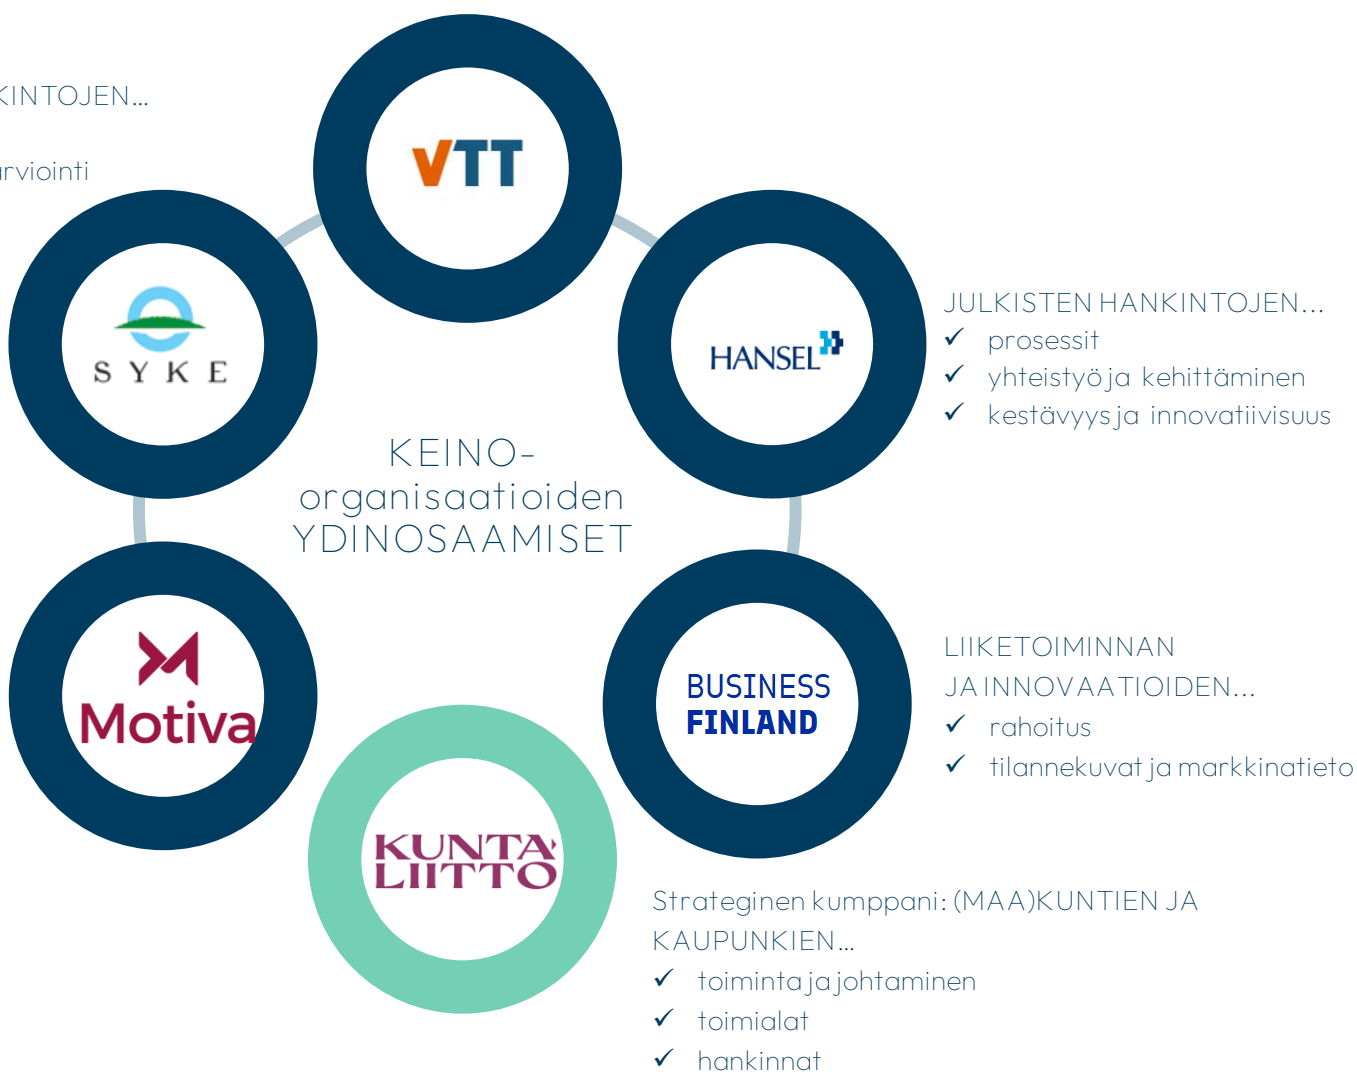 KINTOJEN...
arviointi
VTT
SYKE
HANSEL
JULKISTEN HANKINTOJEN...
✓ prosessit
✓ yhteistyö ja kehittäminen
✓ kestävyys ja innovatiivisuus
KEINO-
organisaatioiden
YDINOSAAMISET
Motiva
BUSINESS
FINLAND
LIIKETOIMINNAN
JA INNOVAATIOIDEN...
✓ rahoitus
✓ tilannekuvat ja markkinatieto
KUNTA
LIITTO
Strateginen kumppani: (MAA)KUNTIEN JA
KAUPUNKIEN...
✓ toiminta ja johtaminen
✓ toimialat
✓ hankinnat